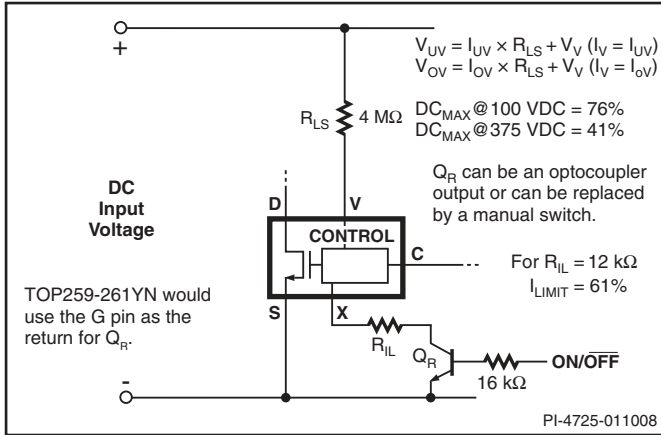 +
V_UV = I_UV × R_LS + V_V (I_V = I_UV)
V_OV = I_OV × R_LS + V_V (I_V = I_oV)
R_LS
4 MΩ
DC_MAX@100 VDC = 76%
DC_MAX@375 VDC = 41%
Q_R can be an optocoupler
output or can be replaced
by a manual switch.
DC
Input
Voltage
D
V
CONTROL
C
For R_IL = 12 kΩ
I_LIMIT = 61%
S
X
TOP259-261YN would
use the G pin as the
return for Q_R.
R_IL
Q_R
16 kΩ
ON/O̅F̅F̅
-
PI-4725-011008